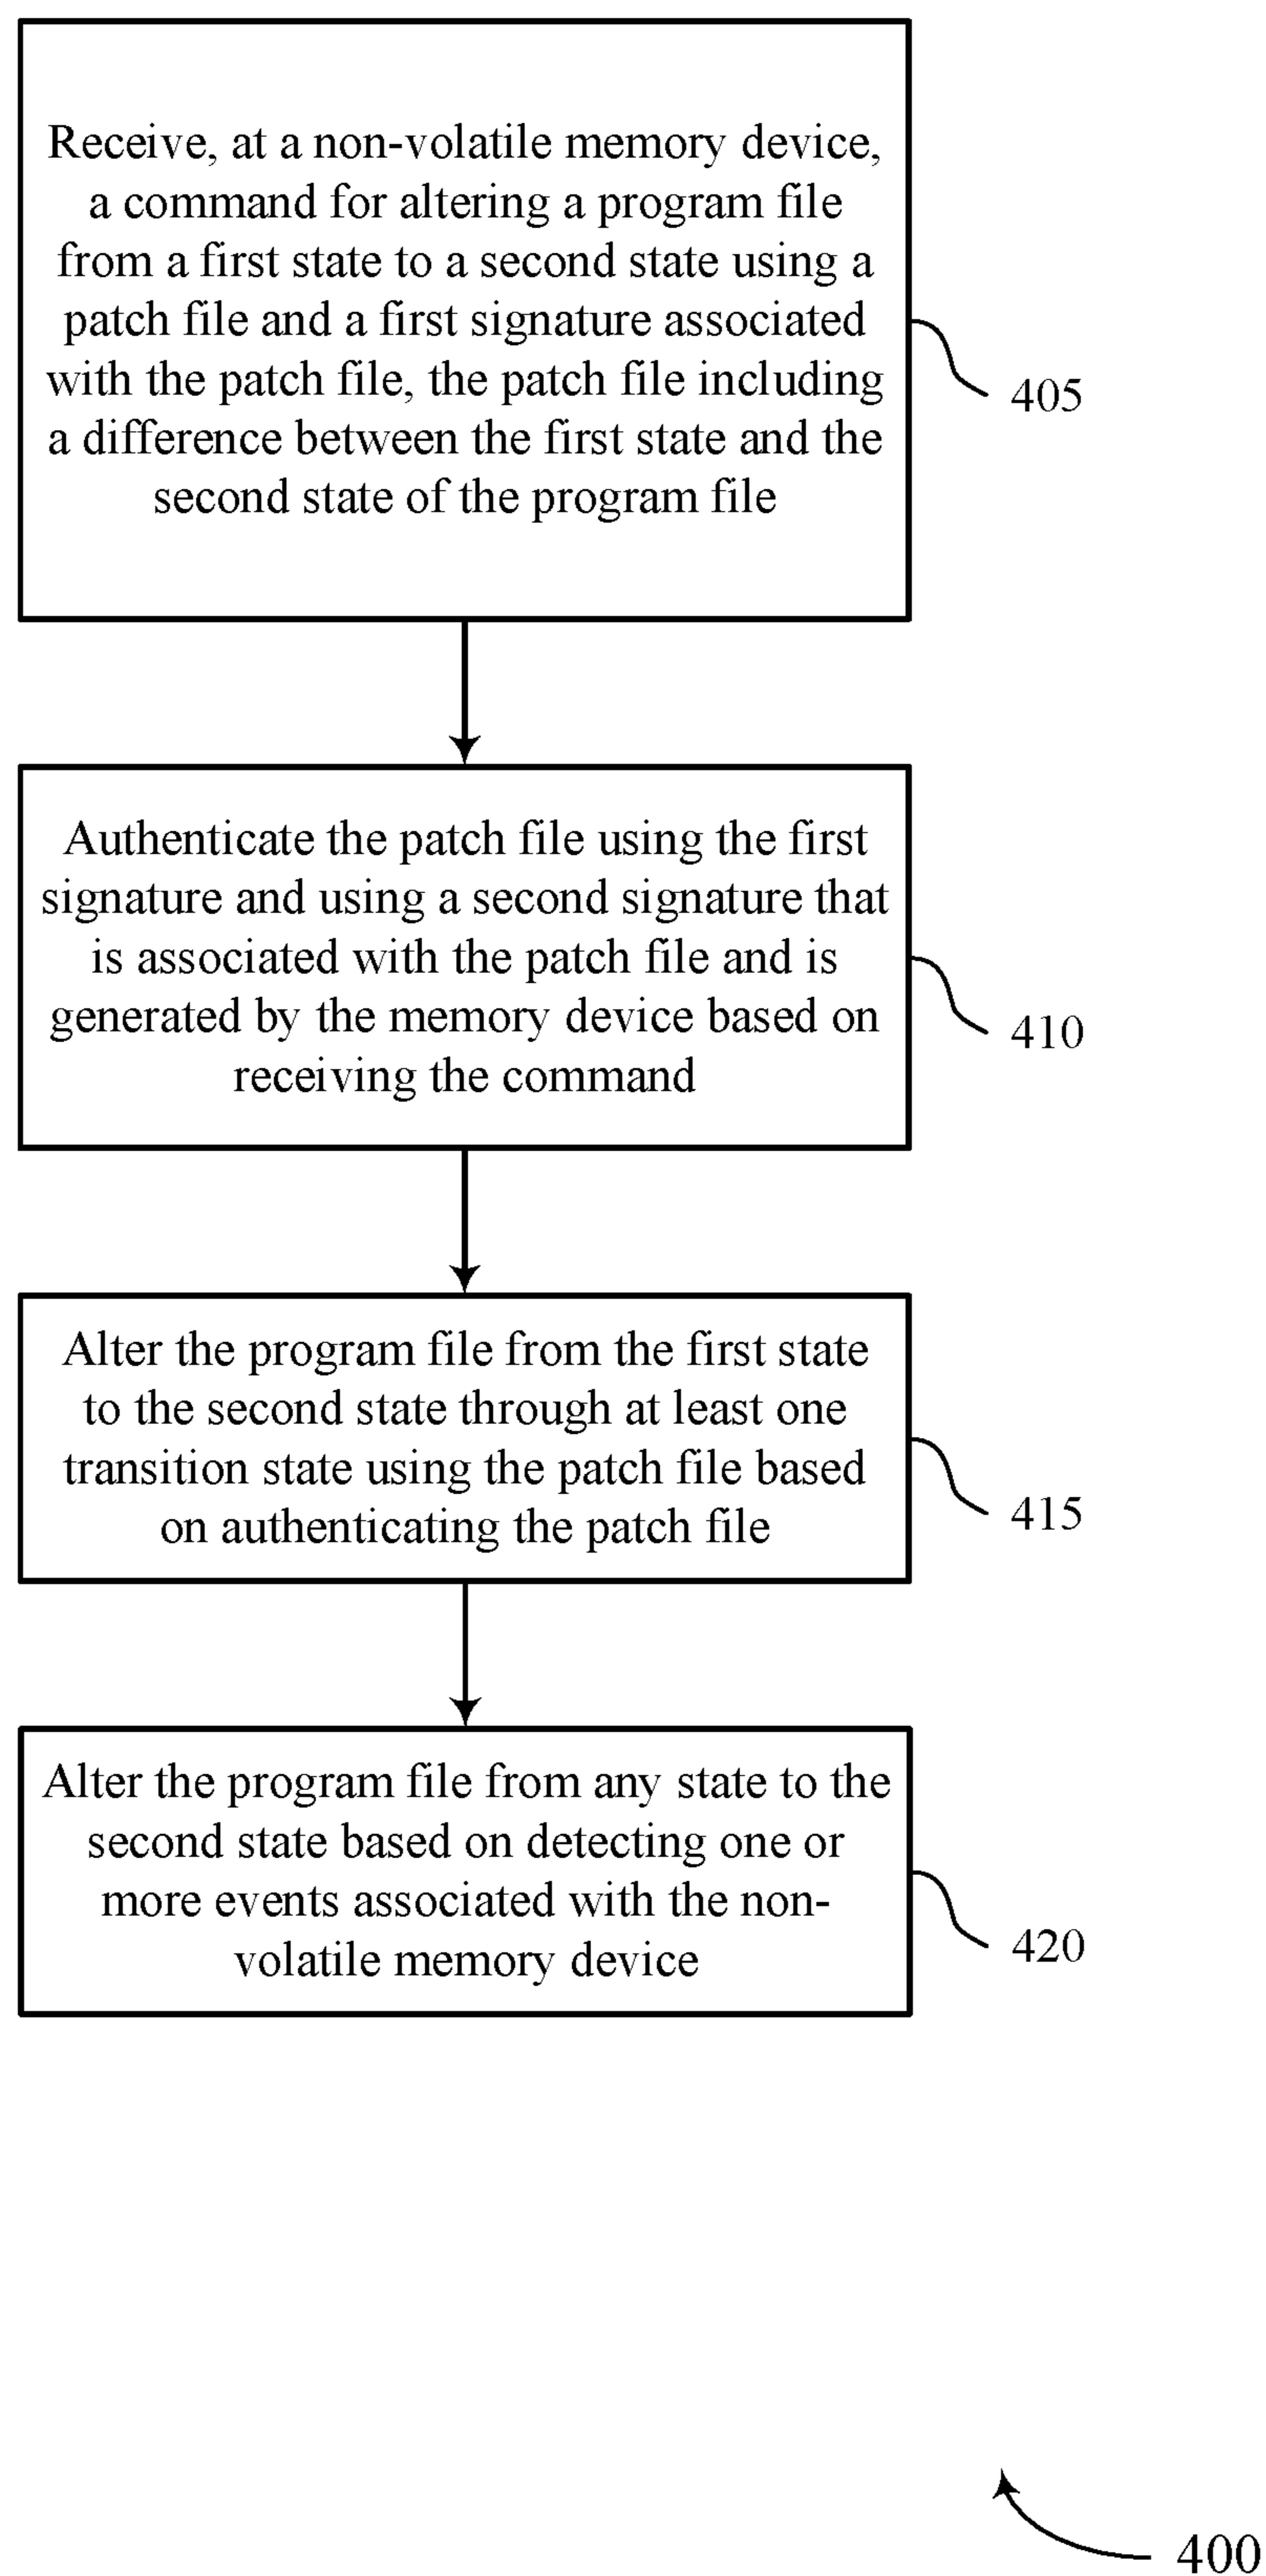 Receive, at a non-volatile memory device,
a command for altering a program file
from a first state to a second state using a
patch file and a first signature associated
with the patch file, the patch file including
a difference between the first state and the
second state of the program file
405
Authenticate the patch file using the first
signature and using a second signature that
is associated with the patch file and is
generated by the memory device based on
receiving the command
410
Alter the program file from the first state
to the second state through at least one
transition state using the patch file based
on authenticating the patch file
415
Alter the program file from any state to the
second state based on detecting one or
more events associated with the non-
volatile memory device
420
400